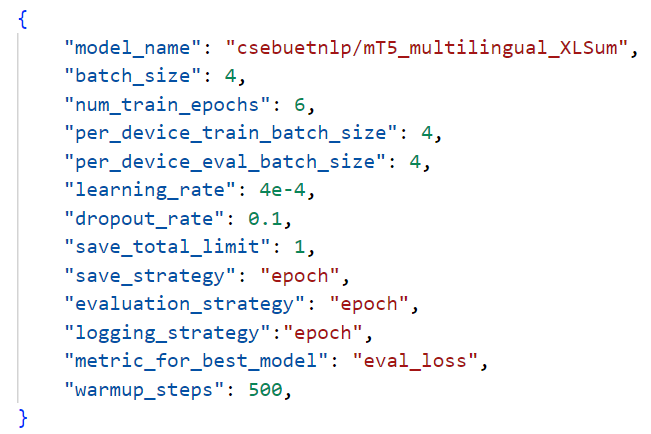 {
"model_name": "csebuetnlp/mT5_multilingual_XLSum",
"batch_size": 4,
"num_train_epochs": 6,
"per_device_train_batch_size": 4,
"per_device_eval_batch_size": 4,
"learning_rate": 4e-4,
"dropout_rate": 0.1,
"save_total_limit": 1,
"save_strategy": "epoch",
"evaluation_strategy": "epoch",
"logging_strategy":"epoch",
"metric_for_best_model": "eval_loss",
"warmup_steps": 500,
}